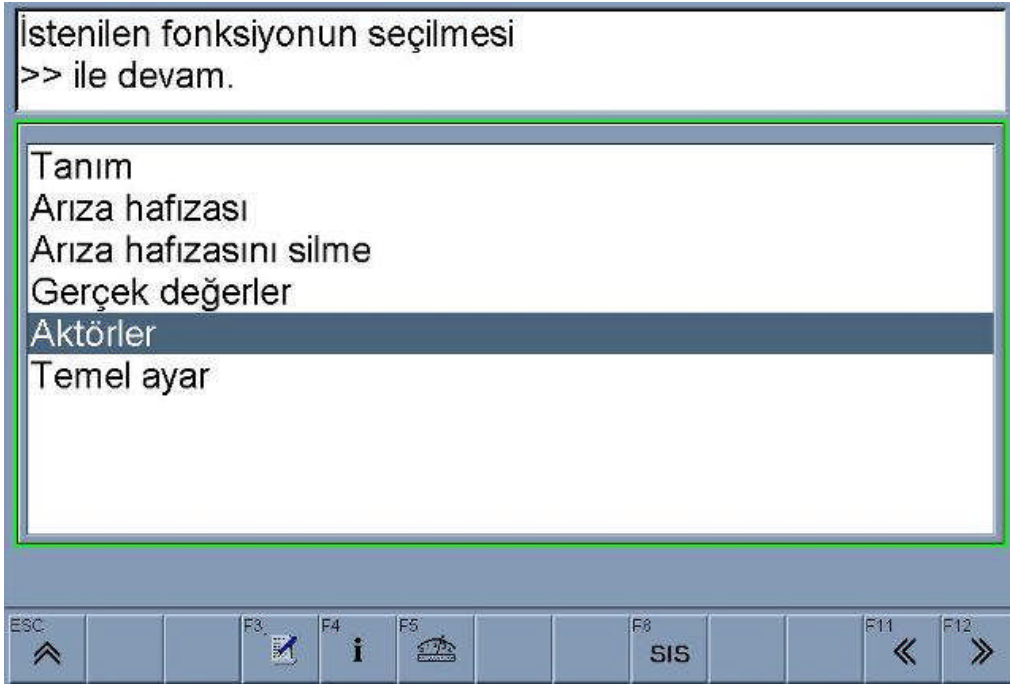 İstenilen fonksiyonun seçilmesi
>> ile devam.
Tanım
Arıza hafızası
Arıza hafızasını silme
Gerçek değerler
Aktörler
Temel ayar
ESC F3 F4 F5 F8 F11 F12
i SIS